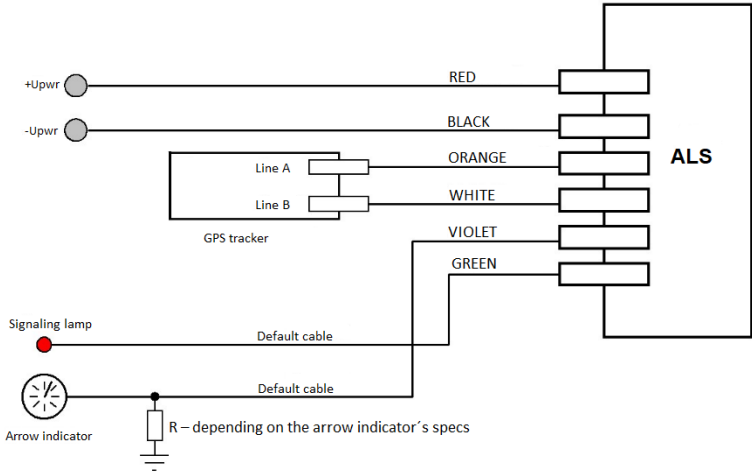 RED
+Upwr
BLACK
-Upwr
ORANGE
ALS
Line A
WHITE
Line B
GPS tracker
VIOLET
GREEN
Signaling lamp
Default cable
Default cable
R – depending on the arrow indicator´s specs
Arrow indicator